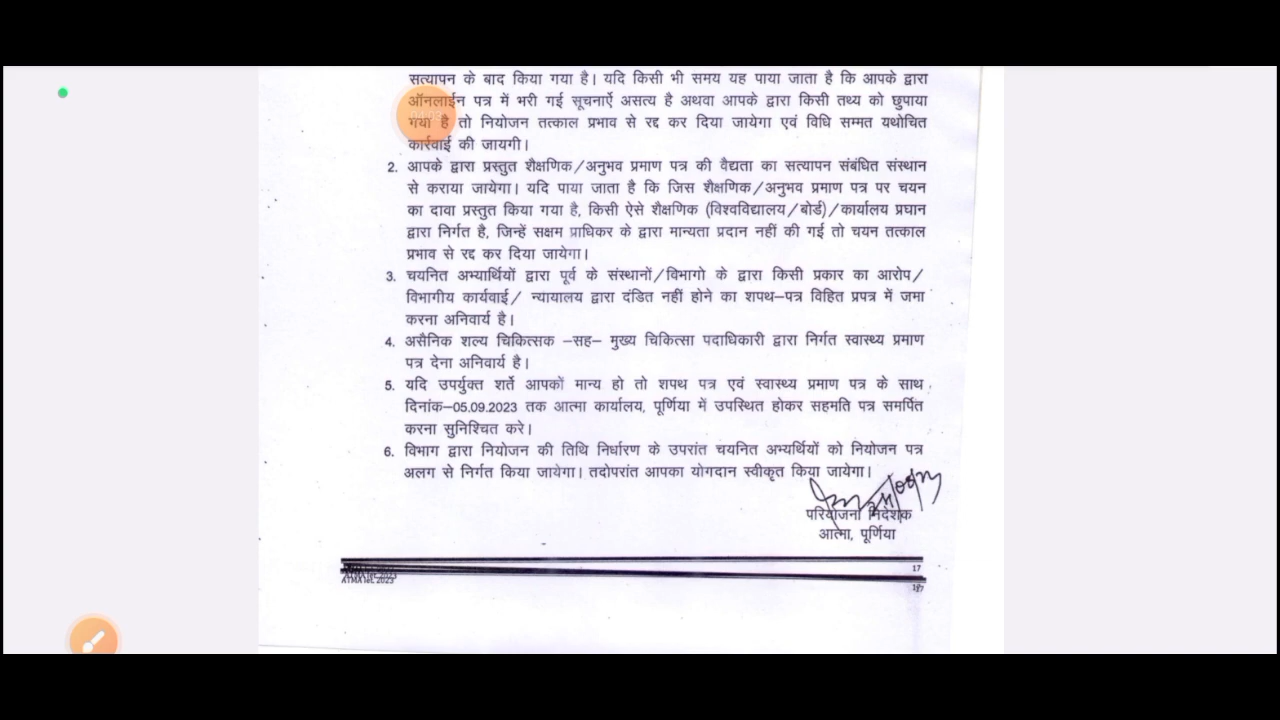 सत्यापन के बाद किया गया है। यदि किसी भी समय यह पाया जाता है कि आपके द्वारा
ऑनलाईन पत्र में भरी गई सूचनाऐं असत्य है अथवा आपके द्वारा किसी तथ्य को छुपाया
गया है तो नियोजन तत्काल प्रभाव से रद्द कर दिया जायेगा एवं विधि सम्मत यथोचित
कार्रवाई की जायगी।
2. आपके द्वारा प्रस्तुत शैक्षणिक/अनुभव प्रमाण पत्र की वैद्यता का सत्यापन संबंधित संस्थान
से कराया जायेगा। यदि पाया जाता है कि जिस शैक्षणिक/अनुभव प्रमाण पत्र पर चयन
का दावा प्रस्तुत किया गया है, किसी ऐसे शैक्षणिक (विश्वविद्यालय/बोर्ड)/कार्यालय प्रधान
द्वारा निर्गत है, जिन्हें सक्षम प्राधिकर के द्वारा मान्यता प्रदान नहीं की गई तो चयन तत्काल
प्रभाव से रद्द कर दिया जायेगा।
3. चयनित अभ्यार्थियों द्वारा पूर्व के संस्थानों/विभागो के द्वारा किसी प्रकार का आरोप/
विभागीय कार्यवाई/ न्यायालय द्वारा दंडित नहीं होने का शपथ–पत्र विहित प्रपत्र में जमा
करना अनिवार्य है।
4. असैनिक शल्य चिकित्सक –सह– मुख्य चिकित्सा पदाधिकारी द्वारा निर्गत स्वास्थ्य प्रमाण
पत्र देना अनिवार्य है।
5. यदि उपर्युक्त शर्ते आपकों मान्य हो तो शपथ पत्र एवं स्वास्थ्य प्रमाण पत्र के साथ
दिनांक–05.09.2023 तक आत्मा कार्यालय, पूर्णिया में उपस्थित होकर सहमति पत्र समर्पित
करना सुनिश्चित करे।
6. विभाग द्वारा नियोजन की तिथि निर्धारण के उपरांत चयनित अभ्यर्थियों को नियोजन पत्र
अलग से निर्गत किया जायेगा। तदोपरांत आपका योगदान स्वीकृत किया जायेगा।
परियोजना निदेशक
आत्मा, पूर्णिया
17
ATMA let. 2023